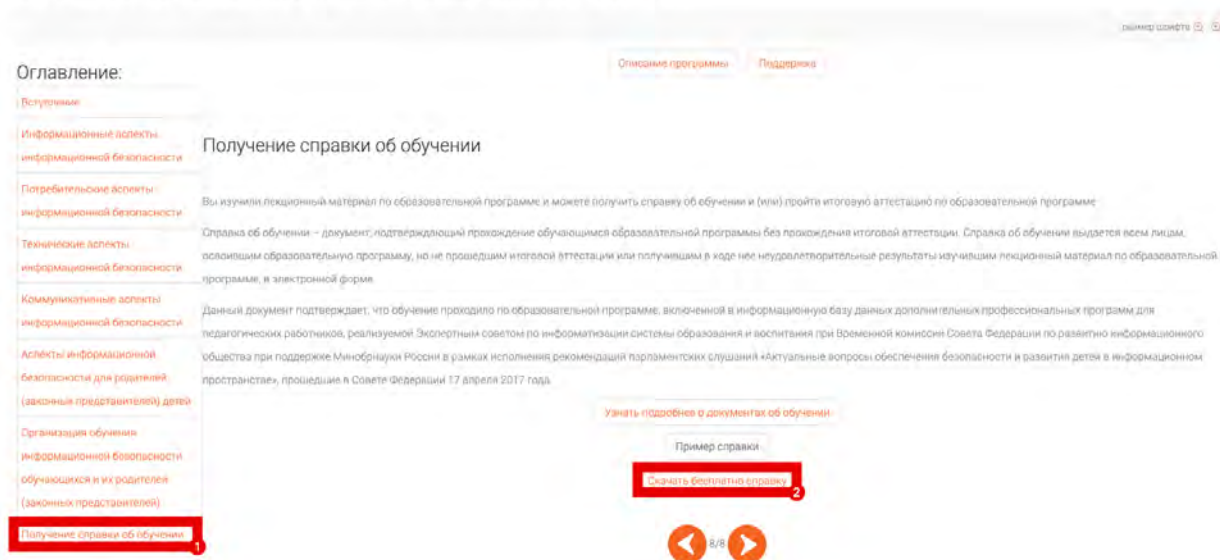 размер шрифта
Описание программы Поддержка
Оглавление:
Вступление
Информационные аспекты
информационной безопасности
Потребительские аспекты
информационной безопасности
Технические аспекты
информационной безопасности
Коммуникативные аспекты
информационной безопасности
Аспекты информационной
безопасности для родителей
(законных представителей) детей
Организация обучения
информационной безопасности
обучающихся и их родителей
(законных представителей)
Получение справки об обучении
1
Получение справки об обучении
Вы изучили лекционный материал по образовательной программе и можете получить справку об обучении и (или) пройти итоговую аттестацию по образовательной программе
Справка об обучении – документ, подтверждающий прохождение обучающимся образовательной программы без прохождения итоговой аттестации. Справка об обучении выдается всем лицам,
освоившим образовательную программу, но не прошедшим итоговой аттестации или получившим в ходе нее неудовлетворительные результаты изучившим лекционный материал по образовательной
программе, в электронной форме
Данный документ подтверждает, что обучение проходило по образовательной программе, включенной в информационную базу данных дополнительных профессиональных программ для
педагогических работников, реализуемой Экспертным советом по информатизации системы образования и воспитания при Временной комиссии Совета Федерации по развитию информационного
общества при поддержке Минобрнауки России в рамках исполнения рекомендаций парламентских слушаний «Актуальные вопросы обеспечения безопасности и развития детей в информационном
пространстве», прошедшие в Совете Федерации 17 апреля 2017 года.
Узнать подробнее о документах об обучении
Пример справки
Скачать бесплатно справку
2
8/8